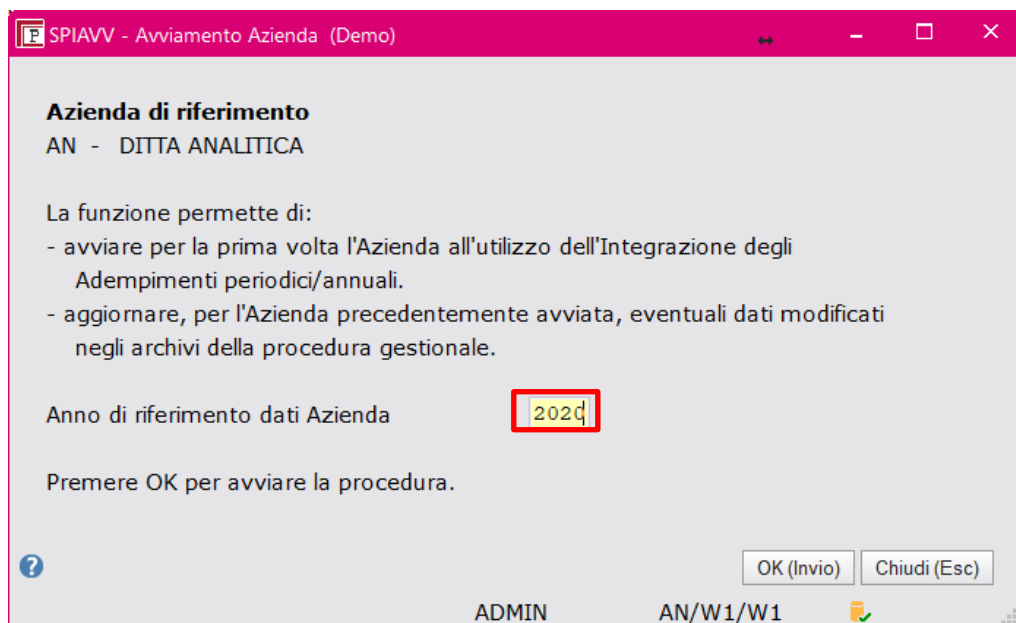 SPIAVV - Avviamento Azienda (Demo)
Azienda di riferimento
AN - DITTA ANALITICA
La funzione permette di:
- avviare per la prima volta l'Azienda all'utilizzo dell'Integrazione degli
Adempimenti periodici/annuali.
- aggiornare, per l'Azienda precedentemente avviata, eventuali dati modificati
negli archivi della procedura gestionale.
Anno di riferimento dati Azienda 2020
Premere OK per avviare la procedura.
OK (Invio) Chiudi (Esc)
ADMIN AN/W1/W1